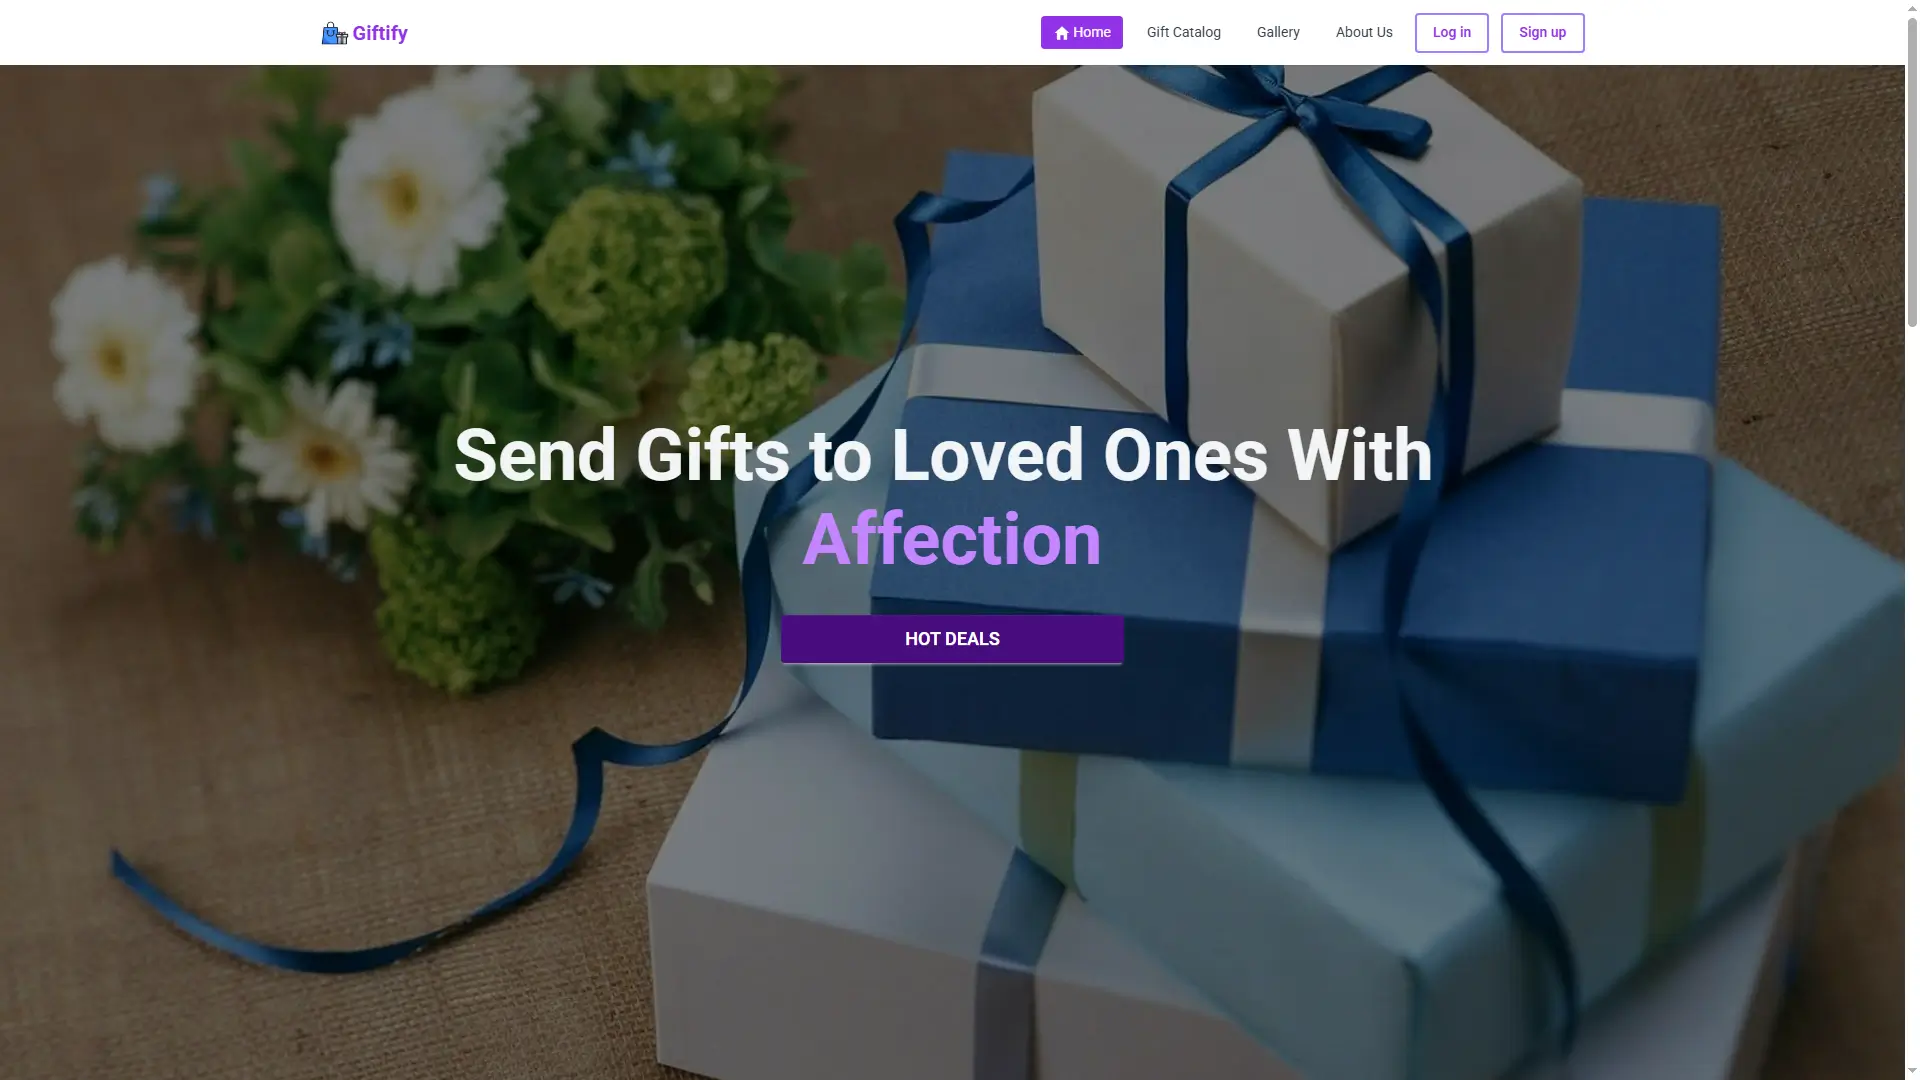 Giftify
Home
Gift Catalog
Gallery
About Us
Log in
Sign up
Send Gifts to Loved Ones With
Affection
HOT DEALS